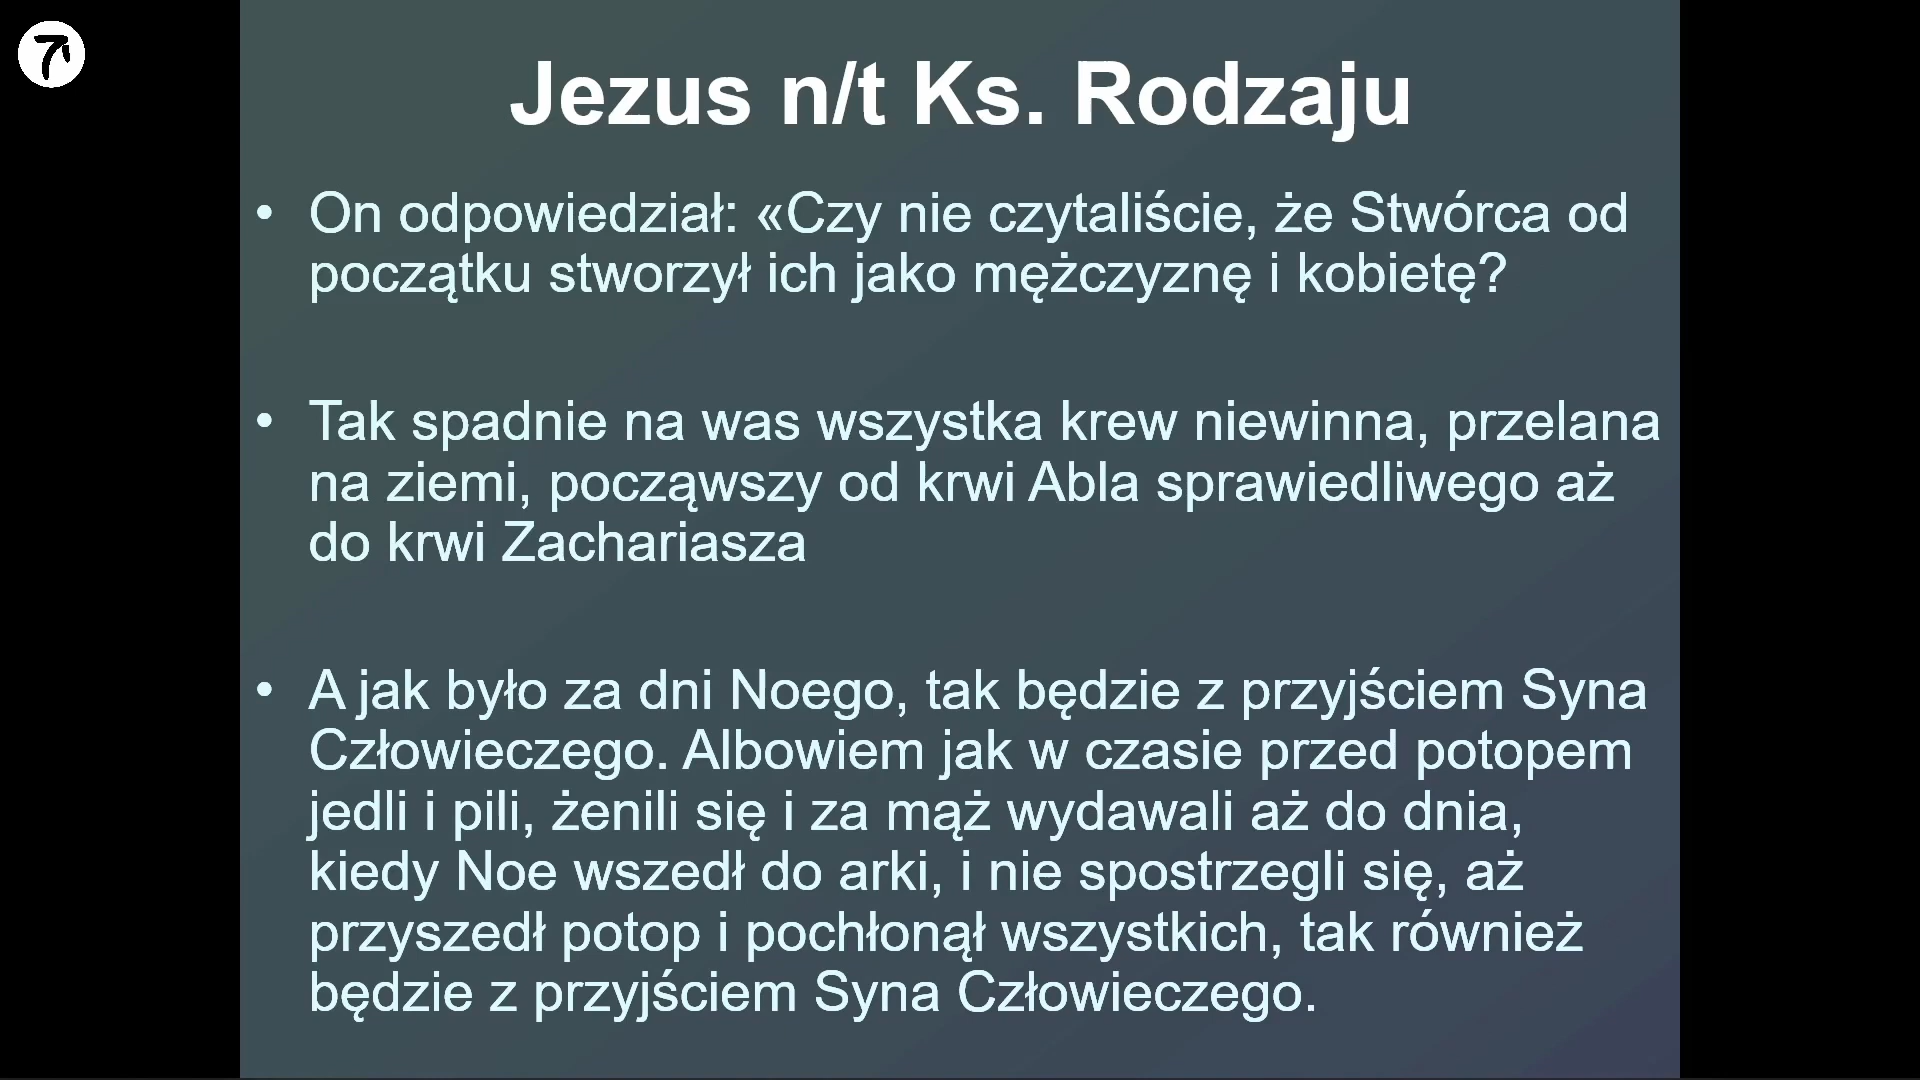 Jezus n/t Ks. Rodzaju
• On odpowiedział: «Czy nie czytaliście, że Stwórca od
początku stworzył ich jako mężczyznę i kobietę?
• Tak spadnie na was wszystka krew niewinna, przelana
na ziemi, począwszy od krwi Abla sprawiedliwego aż
do krwi Zachariasza
• A jak było za dni Noego, tak będzie z przyjściem Syna
Człowieczego. Albowiem jak w czasie przed potopem
jedli i pili, żenili się i za mąż wydawali aż do dnia,
kiedy Noe wszedł do arki, i nie spostrzegli się, aż
przyszedł potop i pochłonął wszystkich, tak również
będzie z przyjściem Syna Człowieczego.